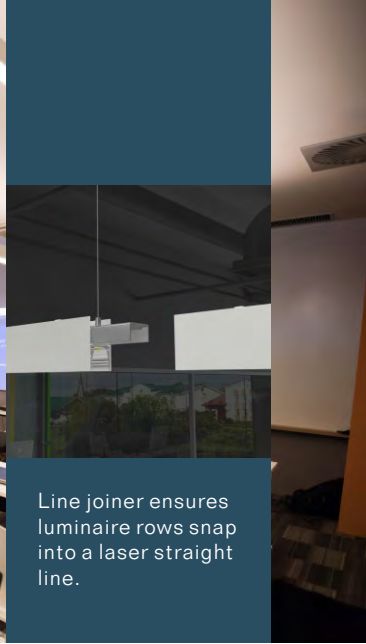 Line joiner ensures
luminaire rows snap
into a laser straight
line.